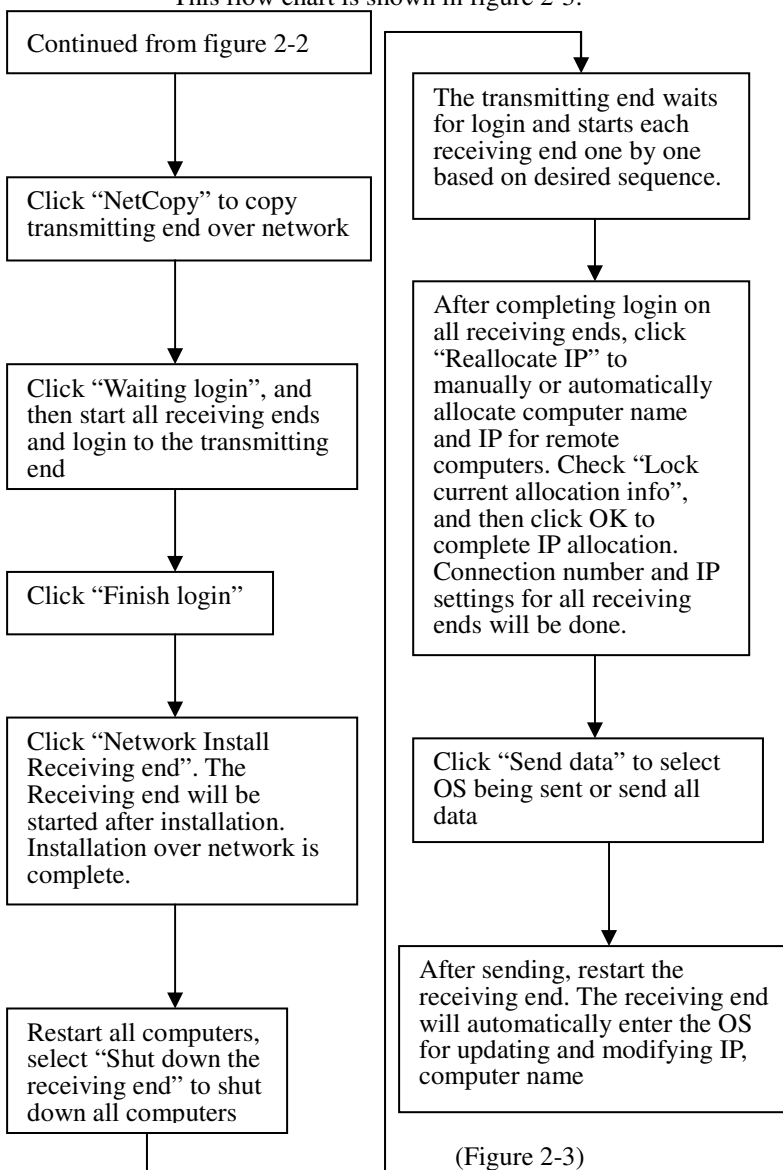 This flow chart is shown in figure 2-3.
Continued from figure 2-2
Click “NetCopy” to copy
transmitting end over network
Click “Waiting login”, and
then start all receiving ends
and login to the transmitting
end
Click “Finish login”
Click “Network Install
Receiving end”. The
Receiving end will be
started after installation.
Installation over network is
complete.
Restart all computers,
select “Shut down the
receiving end” to shut
down all computers
The transmitting end waits
for login and starts each
receiving end one by one
based on desired sequence.
After completing login on
all receiving ends, click
“Reallocate IP” to
manually or automatically
allocate computer name
and IP for remote
computers. Check “Lock
current allocation info”,
and then click OK to
complete IP allocation.
Connection number and IP
settings for all receiving
ends will be done.
Click “Send data” to select
OS being sent or send all
data
After sending, restart the
receiving end. The receiving end
will automatically enter the OS
for updating and modifying IP,
computer name
(Figure 2-3)